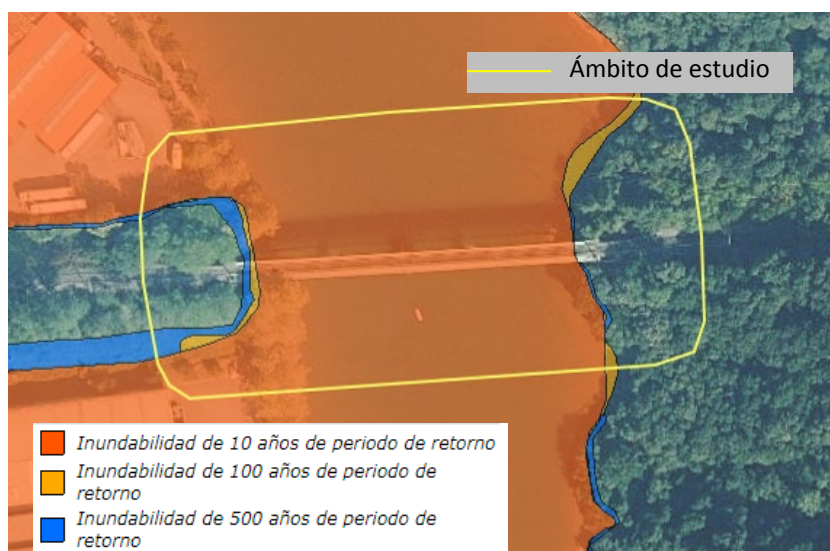 Ámbito de estudio
Inundabilidad de 10 años de periodo de retorno
Inundabilidad de 100 años de periodo de
retorno
Inundabilidad de 500 años de periodo de
retorno